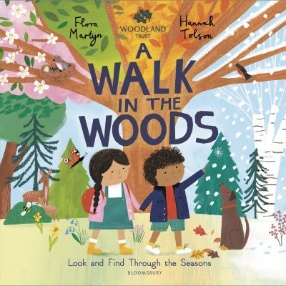 Flora
Martyn
WOODLAND
TRUST
Hannah
Tolson
A
WALK
IN THE
WOODS
Look and Find Through the Seasons
BLOOMSBURY